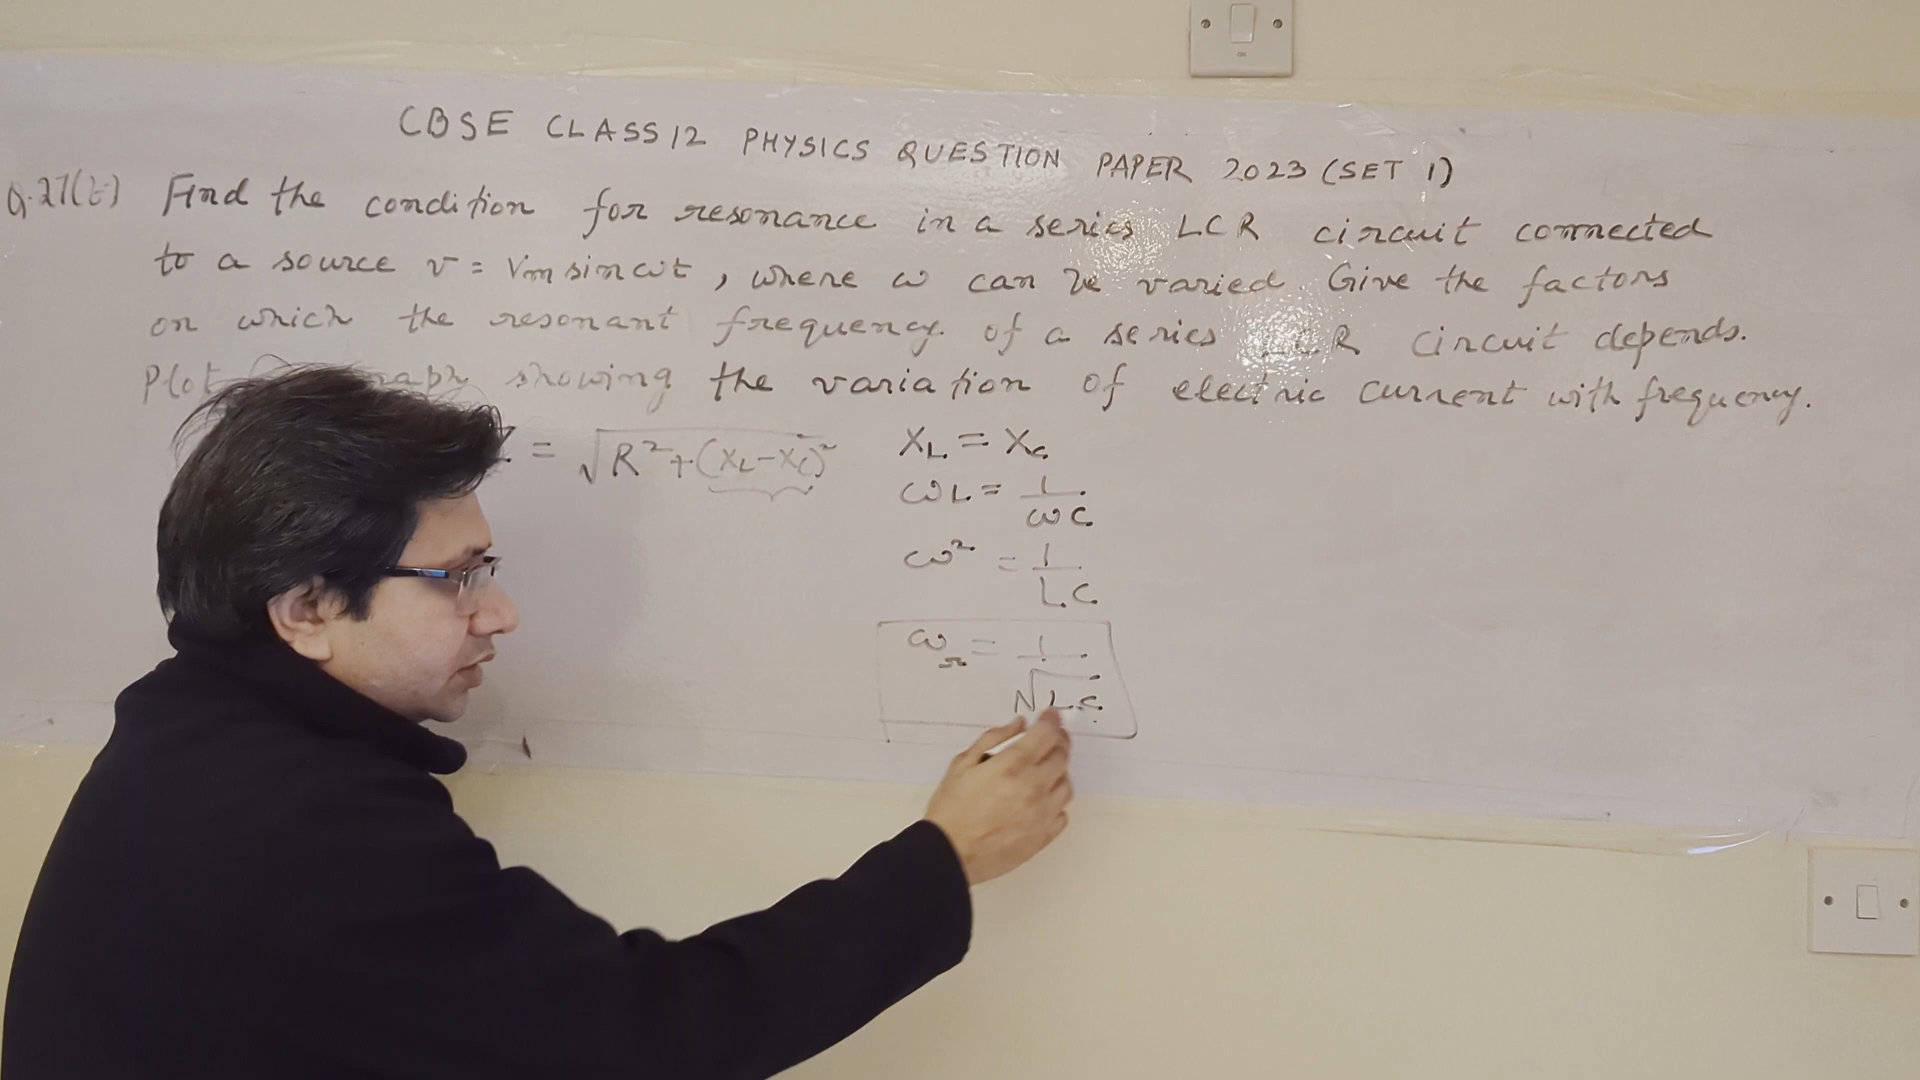 CBSE CLASS 12 PHYSICS QUESTION PAPER 2023 (SET 1)
Q.27(b) Find the condition for resonance in a series LCR circuit connected
to a source v = Vm sin ωt, where ω can be varied. Give the factors
on which the resonant frequency of a series LCR circuit depends.
Plot showing the variation of electric current with frequency.
Z = √R²+(XL-XC)²
XL = XC
ωL = 1/ωC
ω² = 1/LC
ωr = 1/√LC